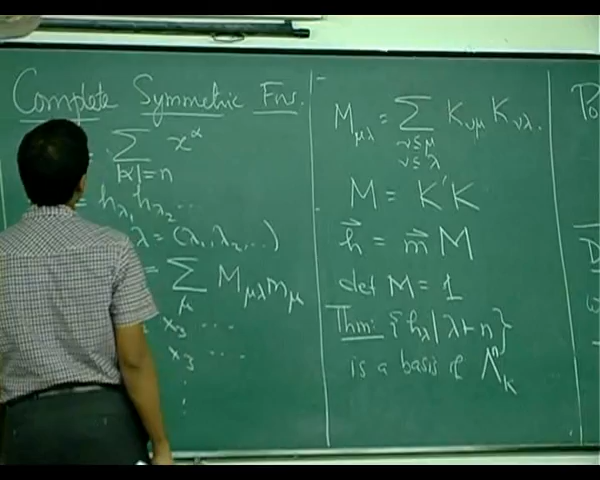 Complete Symmetric Fns.
= Σ x^α
|α|=n
= h_λ₁ h_λ₂ ...
λ = (λ₁, λ₂, ...)
= Σ M_μλ m_μ
μ
x₃ ...
x₃ ...
M_μλ = Σ K_νμ K_νλ.
ν≤μ
ν≤λ
M = K'K
h⃗ = m⃗ M
det M = 1
Thm: {h_λ | λ ⊢ n}
is a basis of Λⁿ_K